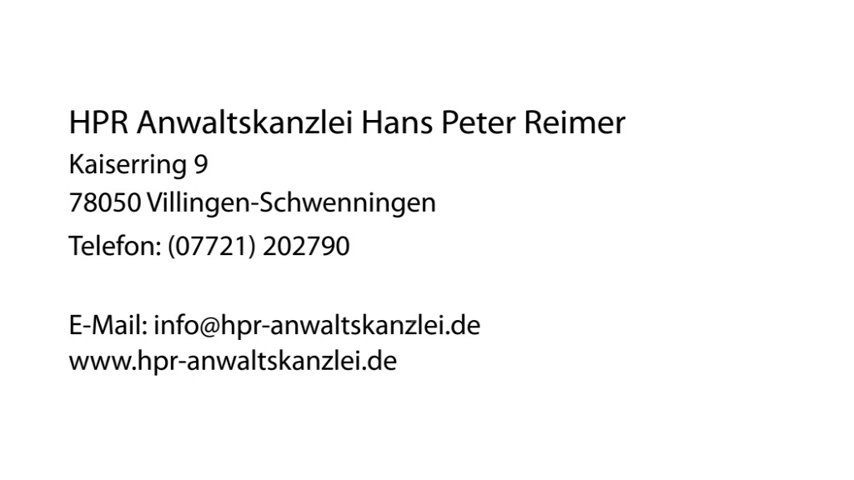 HPR Anwaltskanzlei Hans Peter Reimer
Kaiserring 9
78050 Villingen-Schwenningen
Telefon: (07721) 202790
E-Mail: info@hpr-anwaltskanzlei.de
www.hpr-anwaltskanzlei.de